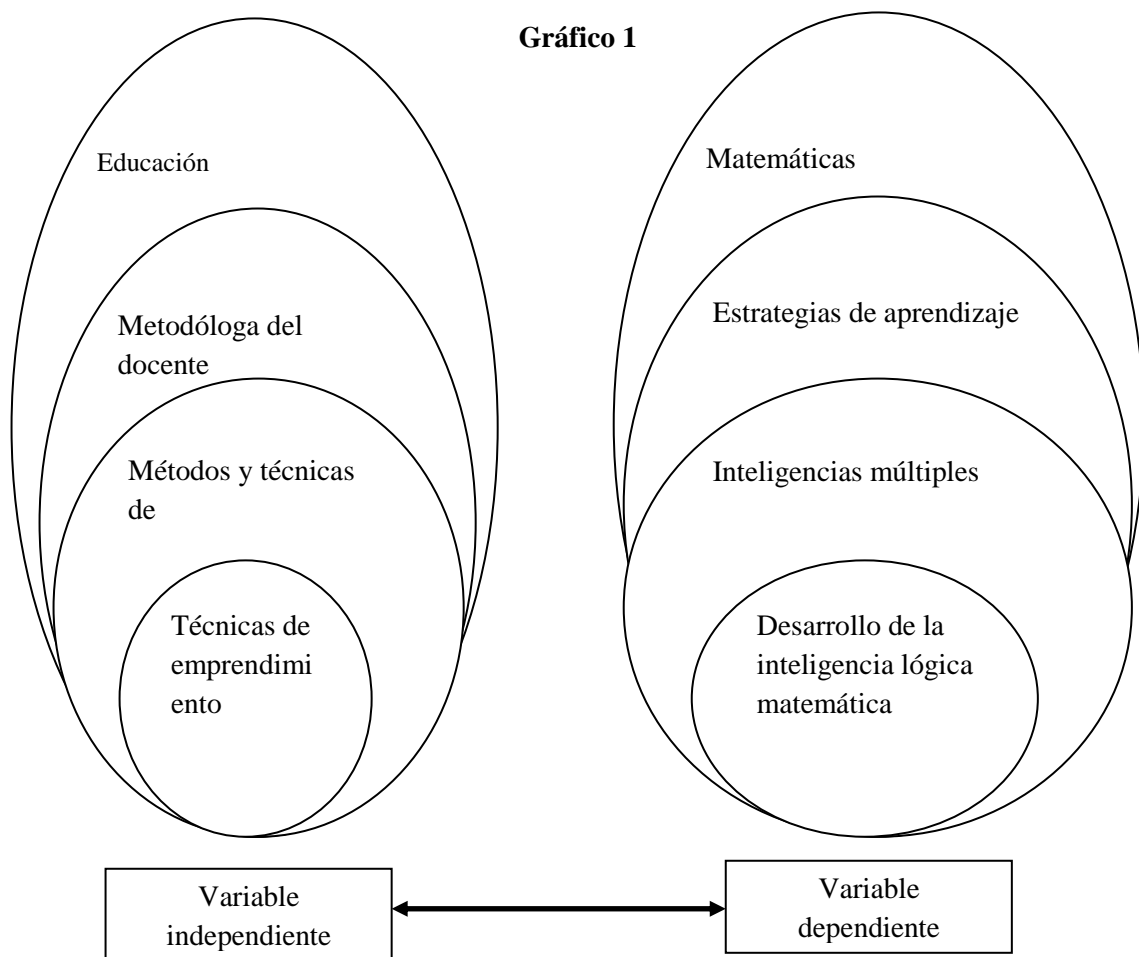 Gráfico 1
Educación
Metodóloga del
docente
Métodos y técnicas
de
Técnicas de
emprendimi
ento
Variable
independiente
Matemáticas
Estrategias de aprendizaje
Inteligencias múltiples
Desarrollo de la
inteligencia lógica
matemática
Variable
dependiente